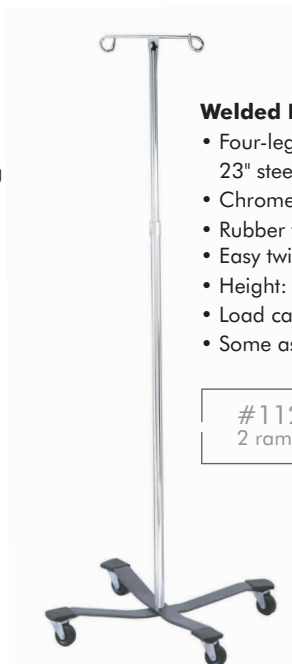 Welded
• Four-leg
23" stee
• Chrome
• Rubber
• Easy twi
• Height:
• Load ca
• Some as
#112
2 ram